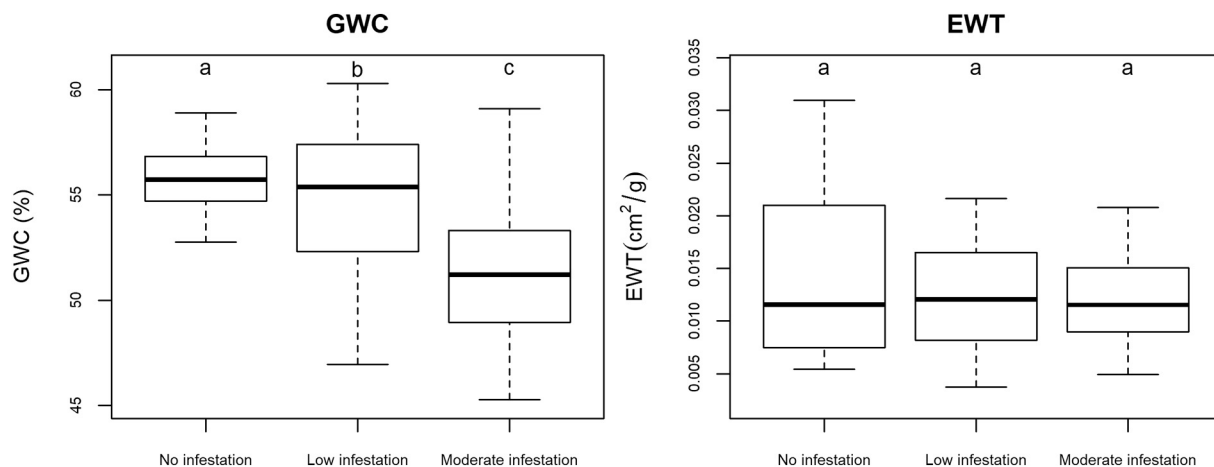 GWC
GWC (%)
60
55
50
45
a b c
No infestation Low infestation Moderate infestation
EWT
EWT(cm²/g)
0.035
0.030
0.025
0.020
0.015
0.010
0.005
a a a
No infestation Low infestation Moderate infestation